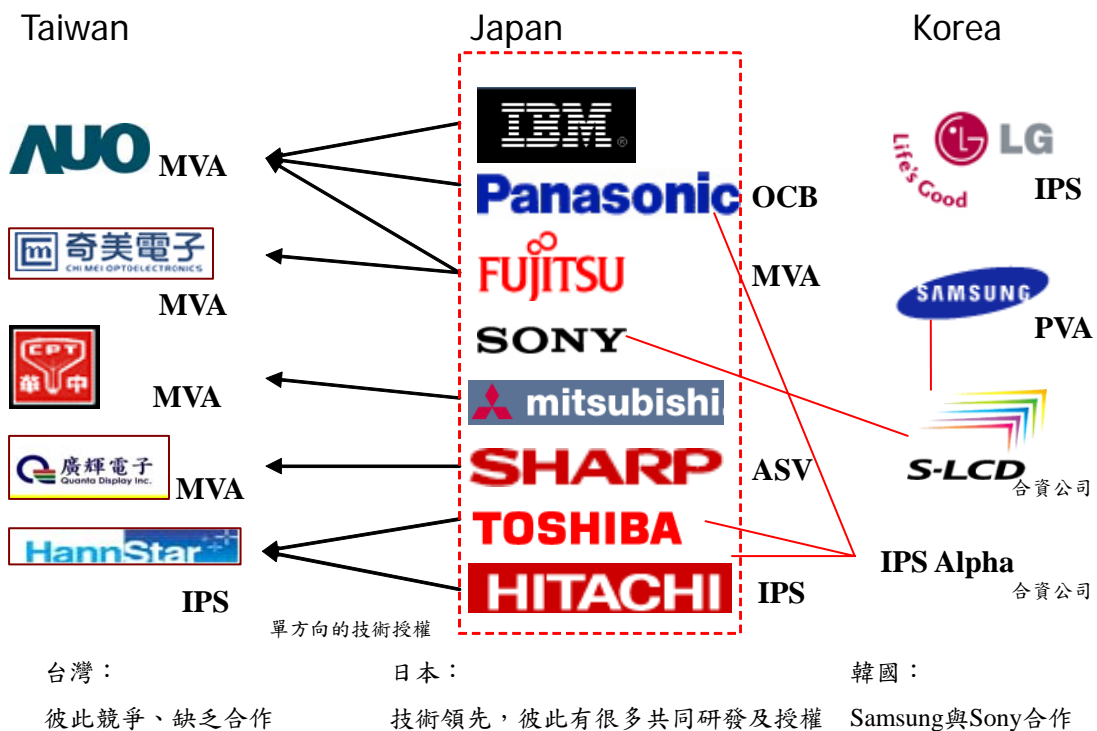 Taiwan
Japan
Korea
AUO MVA
奇美電子
CHI MEI OPTOELECTRONICS
MVA
CPT
華中
MVA
廣輝電子
Quanta Display Inc.
MVA
HannStar
IPS
單方向的技術授權
IBM®
Panasonic OCB
FUJITSU MVA
SONY
mitsubishi
SHARP ASV
TOSHIBA
HITACHI IPS
LG
Life's Good
IPS
SAMSUNG
PVA
S-LCD 合資公司
IPS Alpha
合資公司
台灣：
彼此競爭、缺乏合作
日本：
技術領先，彼此有很多共同研發及授權
韓國：
Samsung與Sony合作